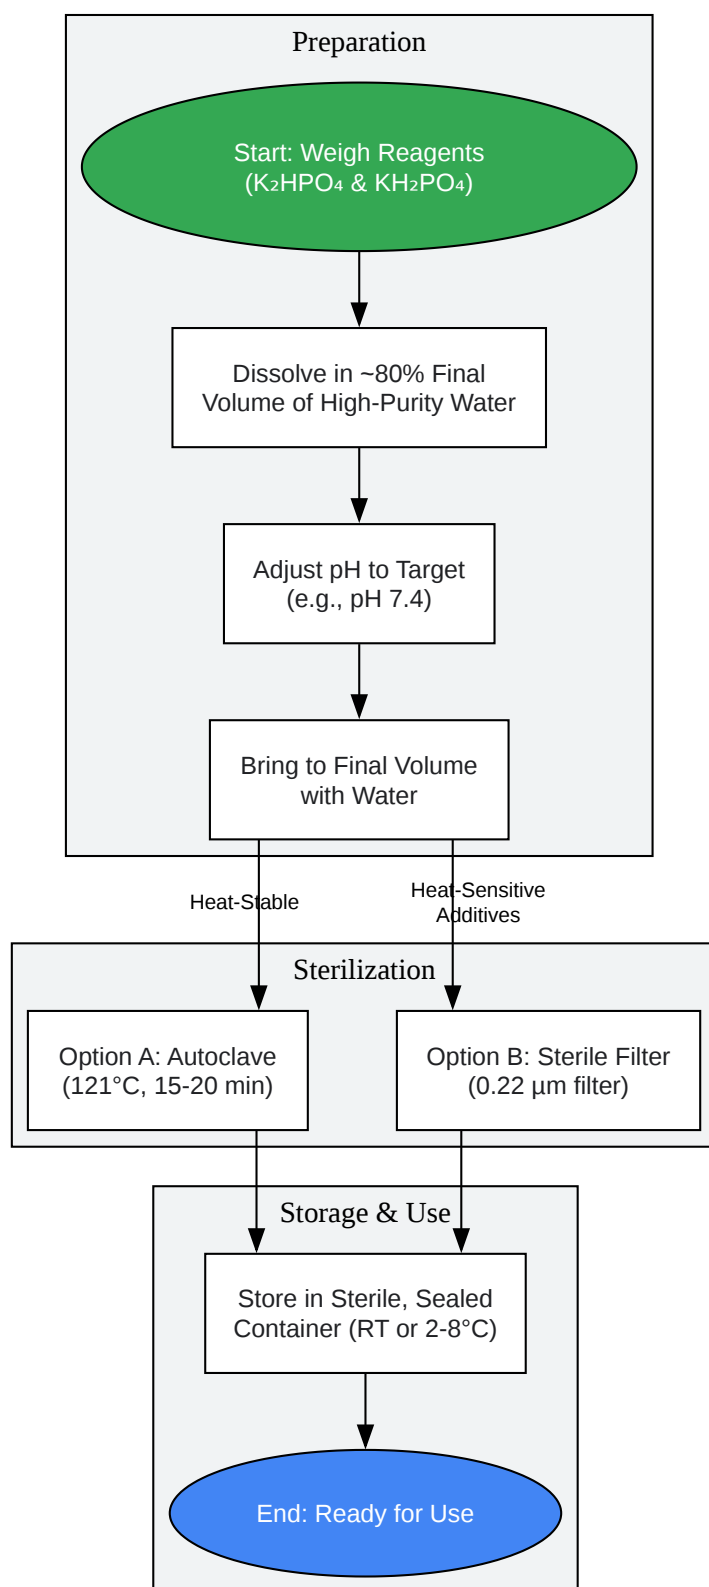 Preparation
Start: Weigh Reagents
(K₂HPO₄ & KH₂PO₄)
Dissolve in ~80% Final
Volume of High-Purity Water
Adjust pH to Target
(e.g., pH 7.4)
Bring to Final Volume
with Water
Heat-Stable
Heat-Sensitive
Additives
Sterilization
Option A: Autoclave
(121°C, 15-20 min)
Option B: Sterile Filter
(0.22 µm filter)
Storage & Use
Store in Sterile, Sealed
Container (RT or 2-8°C)
End: Ready for Use